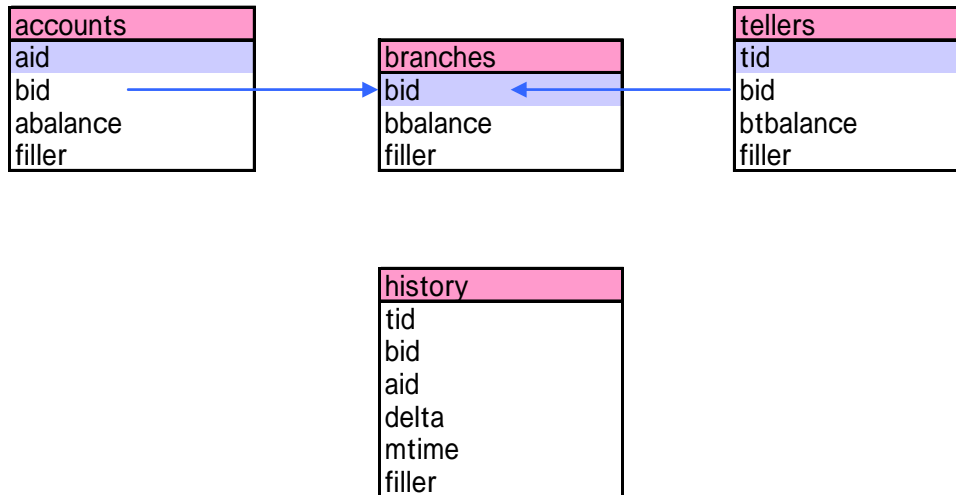 accounts
aid
bid
abalance
filler
branches
bid
bbalance
filler
tellers
tid
bid
btbalance
filler
history
tid
bid
aid
delta
mtime
filler